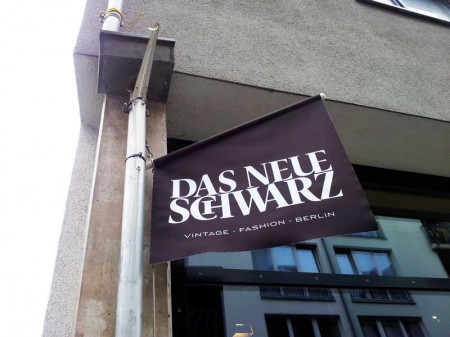 DAS NEUE
SCHWARZ
VINTAGE · FASHION · BERLIN